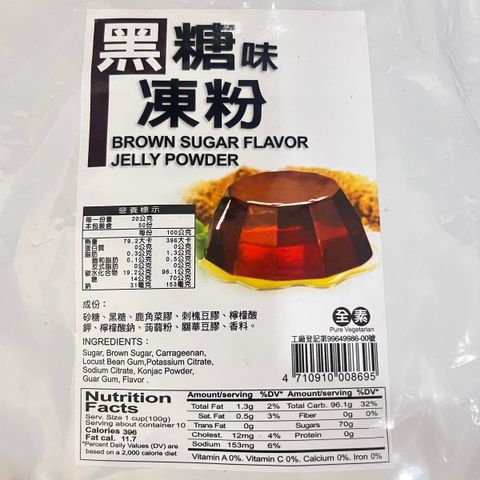 黑糖味
凍粉
BROWN SUGAR FLAVOR
JELLY POWDER
營養標示
每一份量 20公克
本包裝含 50份
每份 100公克
熱量 79.2大卡 396大卡
蛋白質 0公克 0公克
脂肪 0.3公克 1.3公克
飽和脂肪 0.1公克 0.5公克
反式脂肪 0公克 0公克
碳水化合物 19.2公克 96.1公克
糖 14公克 70公克
鈉 31毫克 153毫克
成份：
砂糖、黑糖、鹿角菜膠、刺槐豆膠、檸檬酸
鉀、檸檬酸鈉、蒟蒻粉、關華豆膠、香料。
全素
Pure Vegetarian
工廠登記第99649986-00號
INGREDIENTS：
Sugar, Brown Sugar, Carrageenan,
Locust Bean Gum,Potassium Citrate,
Sodium Citrate, Konjac Powder,
Guar Gum, Flavor .
4 710910 008695
Nutrition
Facts
Serv. Size 1 cup(100g)
Serving about container 10
Calories 396
Fat cal. 11.7
*Percent Daily Values (DV) are
based on a 2,000 calorie diet
Amount/serving %DV* Amount/serving %DV*
Total Fat 1.3g 2% Total Carb. 96.1g 32%
Sat. Fat 0.5g 3% Fiber 0g 0%
Trans Fat 0g Sugars 70g
Cholest. 12mg 4% Protein 0g
Sodium 153mg 6%
Vitamin A 0%. Vitamin C 0%. Calcium 0%. Iron 0%